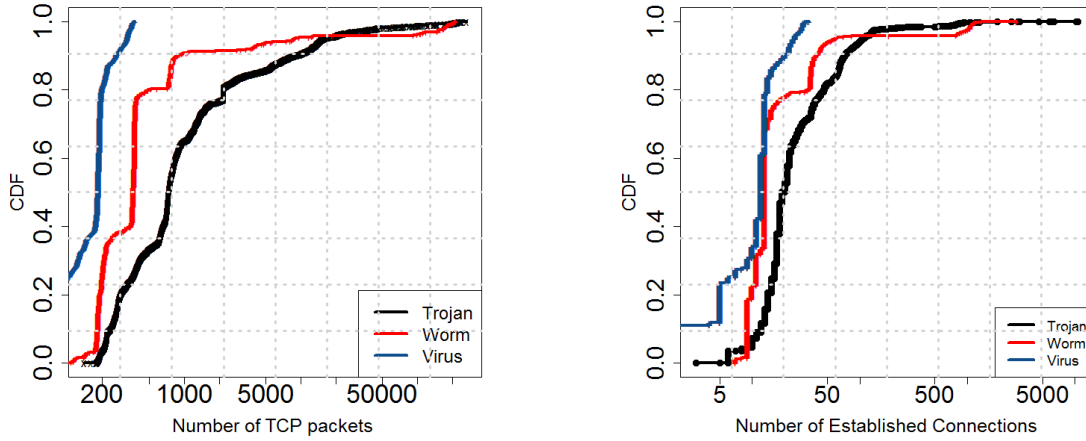 1.0
0.8
0.6
0.4
0.2
0.0
CDF
200 1000 5000 50000
Number of TCP packets
Trojan
Worm
Virus
1.0
0.8
0.6
0.4
0.2
0.0
CDF
5 50 500 5000
Number of Established Connections
Trojan
Worm
Virus